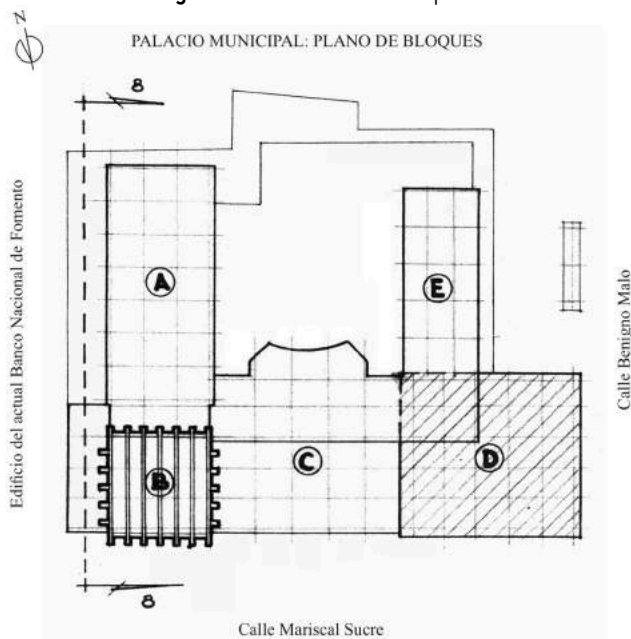 N
PALACIO MUNICIPAL: PLANO DE BLOQUES
8
Edificio del actual Banco Nacional de Fomento
A
E
Calle Benigno Malo
B
C
D
8
Calle Mariscal Sucre